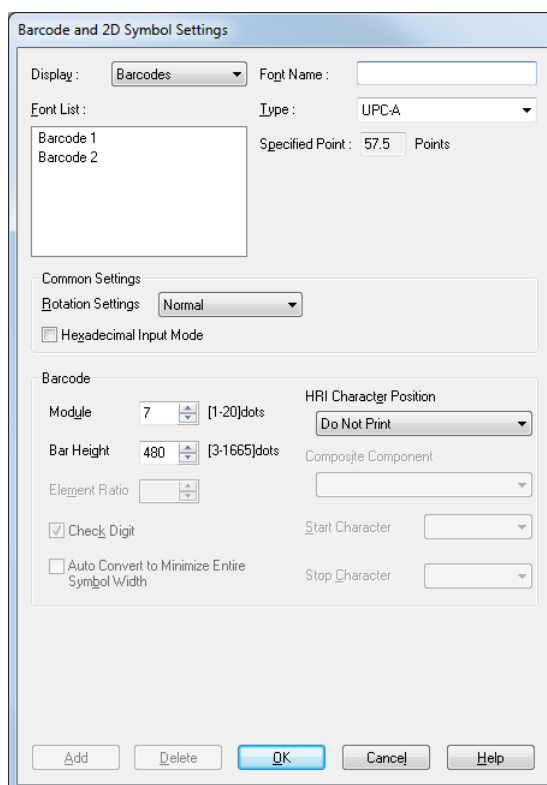 Barcode and 2D Symbol Settings
Display : Barcodes Font Name :
Font List : Type : UPC-A
Barcode 1
Barcode 2
Specified Point : 57.5 Points
Common Settings
Rotation Settings Normal
Hexadecimal Input Mode
Barcode
Module 7 [1-20]dots
HRI Character Position
Do Not Print
Bar Height 480 [3-1665]dots
Composite Component
Element Ratio
Check Digit
Start Character
Auto Convert to Minimize Entire
Symbol Width
Stop Character
Add Delete OK Cancel Help